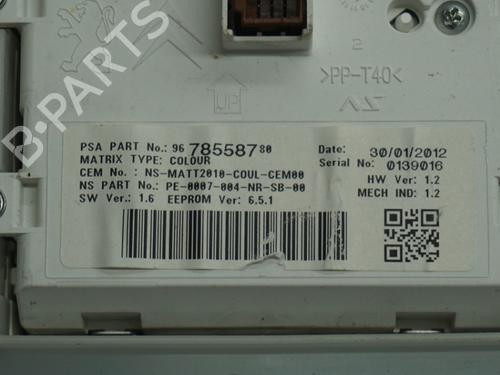 B-PARTS
2
>PP-T40<
UP
PSA PART No.: 96 785587 80
MATRIX TYPE: COLOUR
CEM No. : NS-MATT2010-COUL-CEM00
NS PART No.: PE-0007-004-NR-SB-00
SW Ver.: 1.6 EEPROM Ver: 6.5.1
Date: 30/01/2012
Serial No: 0139016
HW Ver: 1.2
MECH IND: 1.2